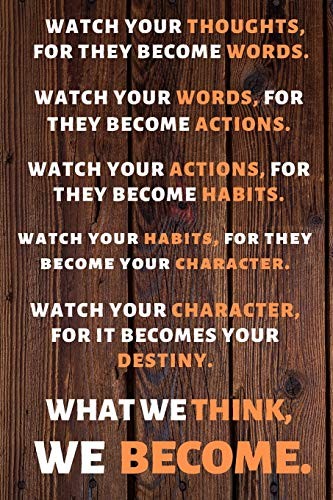 WATCH YOUR THOUGHTS,
FOR THEY BECOME WORDS.
WATCH YOUR WORDS, FOR
THEY BECOME ACTIONS.
WATCH YOUR ACTIONS, FOR
THEY BECOME HABITS.
WATCH YOUR HABITS, FOR THEY
BECOME YOUR CHARACTER.
WATCH YOUR CHARACTER,
FOR IT BECOMES YOUR
DESTINY.
WHAT WE THINK,
WE BECOME.